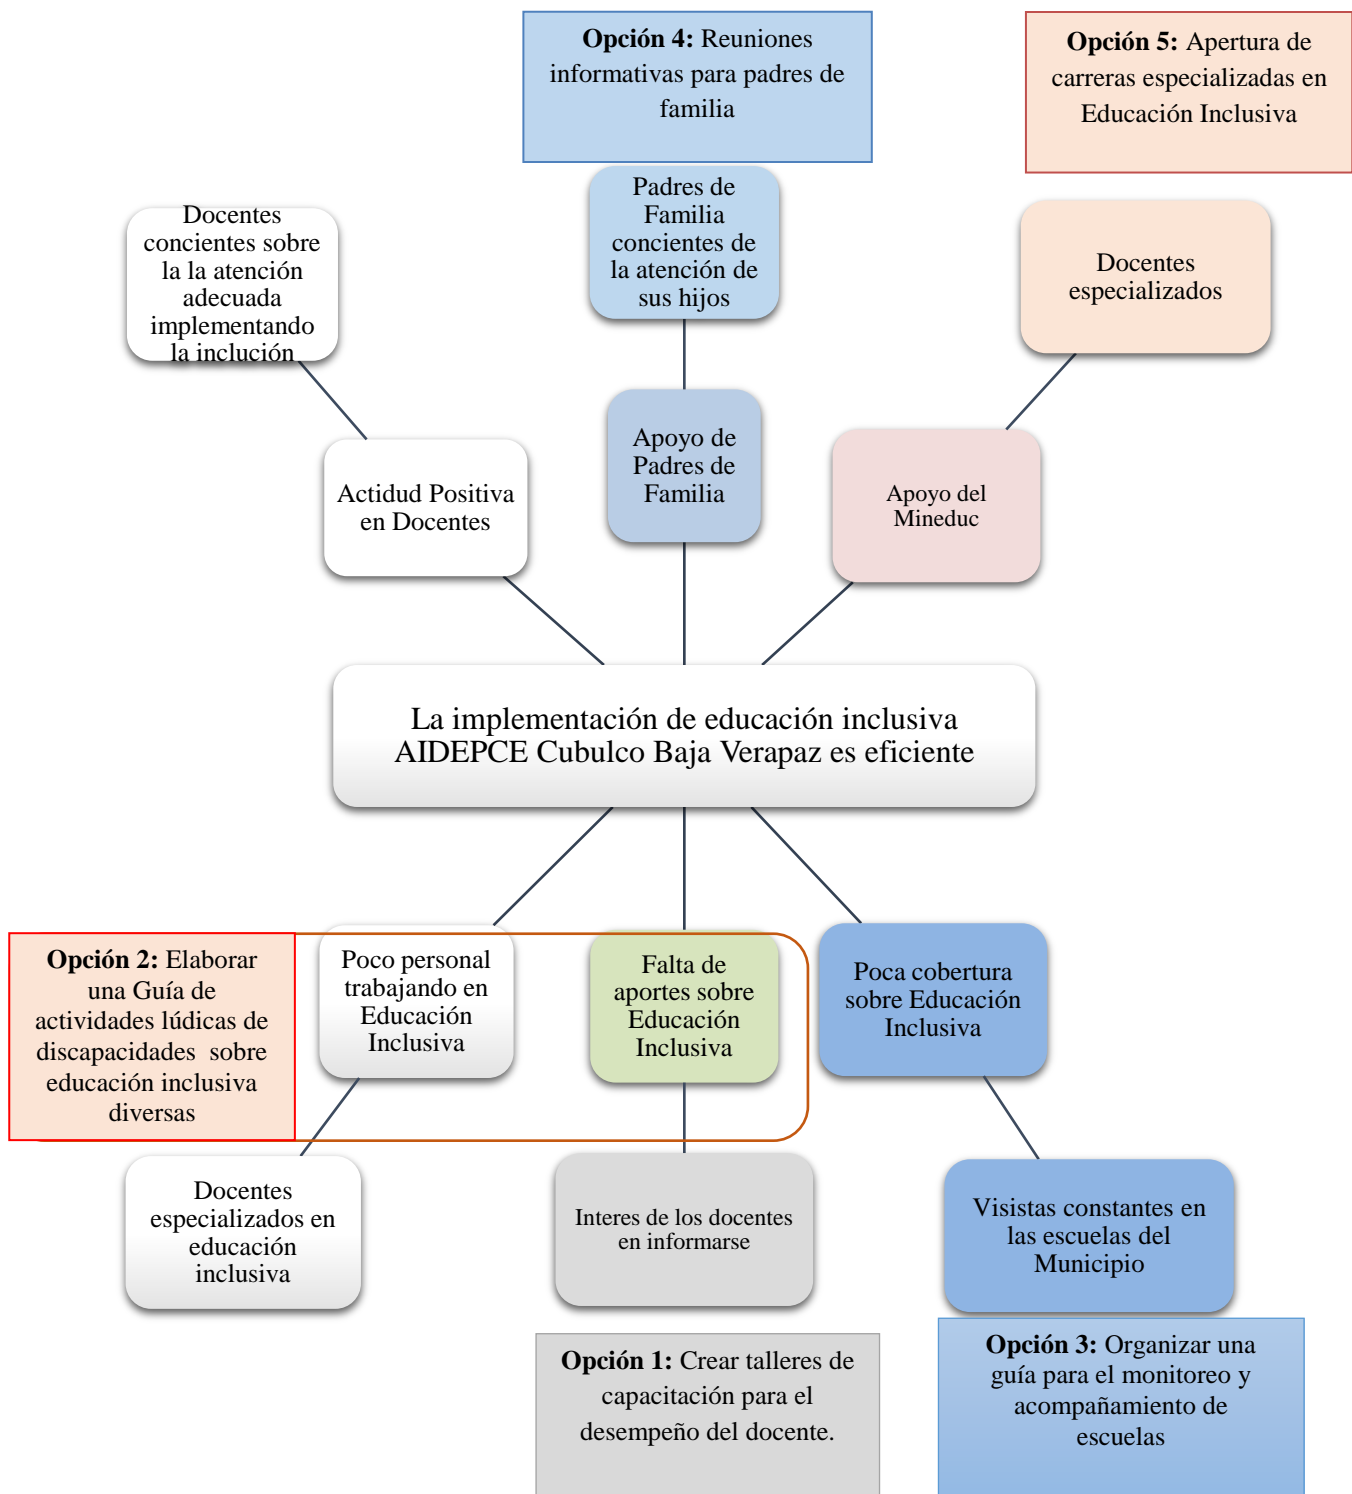 Opción 4: Reuniones
informativas para padres de
familia
Opción 5: Apertura de
carreras especializadas en
Educación Inclusiva
Docentes
concientes sobre
la la atención
adecuada
implementando
la inclución
Padres de
Familia
concientes de
la atención de
sus hijos
Docentes
especializados
Actidud Positiva
en Docentes
Apoyo de
Padres de
Familia
Apoyo del
Mineduc
La implementación de educación inclusiva
AIDEPCE Cubulco Baja Verapaz es eficiente
Opción 2: Elaborar
una Guía de
actividades lúdicas de
discapacidades sobre
educación inclusiva
diversas
Poco personal
trabajando en
Educación
Inclusiva
Falta de
aportes sobre
Educación
Inclusiva
Poca cobertura
sobre Educación
Inclusiva
Docentes
especializados en
educación
inclusiva
Interes de los docentes
en informarse
Visistas constantes en
las escuelas del
Municipio
Opción 1: Crear talleres de
capacitación para el
desempeño del docente.
Opción 3: Organizar una
guía para el monitoreo y
acompañamiento de
escuelas